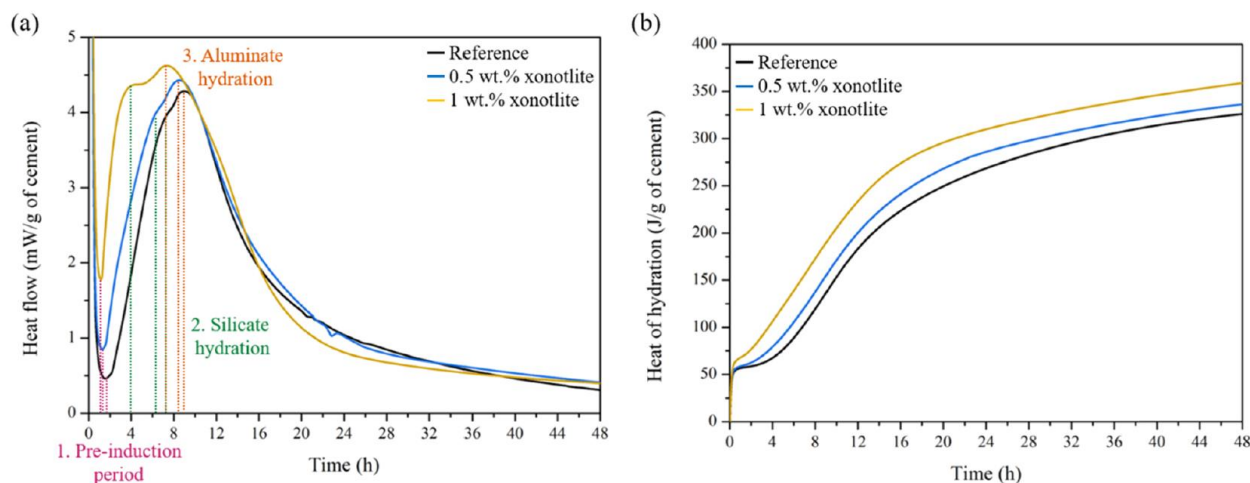 (a)
5
4
3
2
1
0
Heat flow (mW/g of cement)
3. Aluminate
hydration
Reference
0.5 wt.% xonotlite
1 wt.% xonotlite
2. Silicate
hydration
0 4 8 12 16 20 24 28 32 36 40 44 48
1. Pre-induction
period
Time (h)
(b)
400
350
300
250
200
150
100
50
0
Heat of hydration (J/g of cement)
Reference
0.5 wt.% xonotlite
1 wt.% xonotlite
0 4 8 12 16 20 24 28 32 36 40 44 48
Time (h)